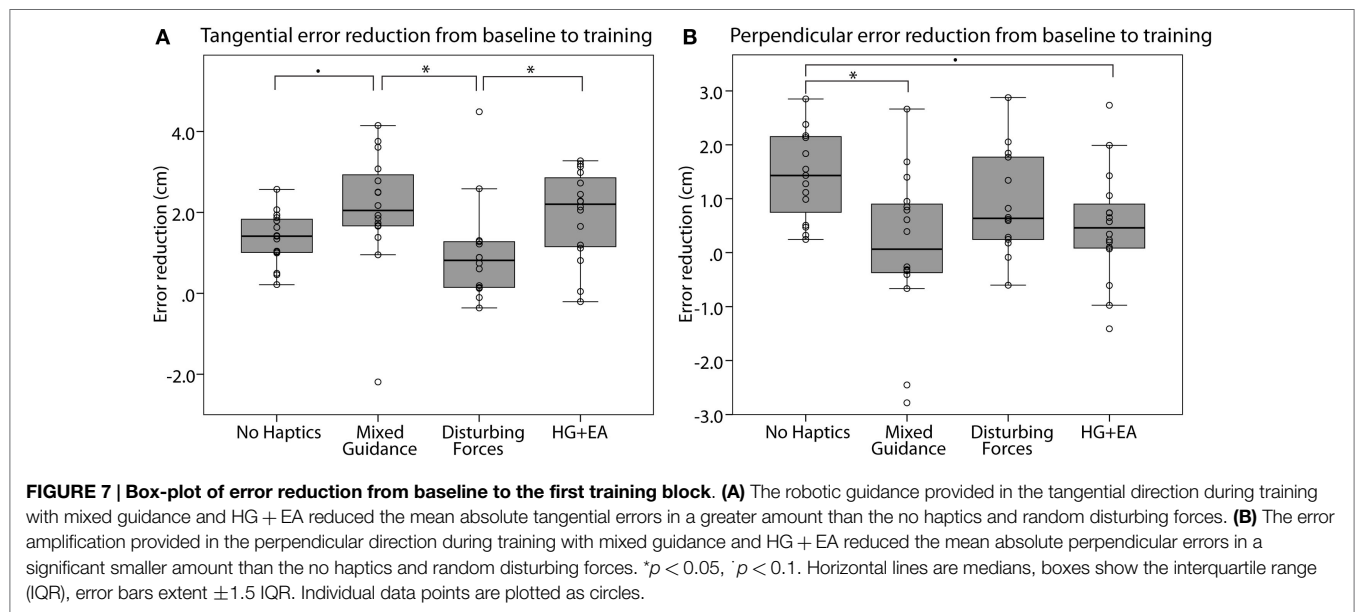 A Tangential error reduction from baseline to training
Error reduction (cm)
4.0
2.0
.0
-2.0
•
*
*
No Haptics
Mixed Guidance
Disturbing Forces
HG+EA
B Perpendicular error reduction from baseline to training
Error reduction (cm)
3.0
2.0
1.0
.0
-1.0
-2.0
-3.0
•
*
No Haptics
Mixed Guidance
Disturbing Forces
HG+EA
FIGURE 7 | Box-plot of error reduction from baseline to the first training block. (A) The robotic guidance provided in the tangential direction during training
with mixed guidance and HG + EA reduced the mean absolute tangential errors in a greater amount than the no haptics and random disturbing forces. (B) The error
amplification provided in the perpendicular direction during training with mixed guidance and HG + EA reduced the mean absolute perpendicular errors in a
significant smaller amount than the no haptics and random disturbing forces. *p < 0.05, ˙p < 0.1. Horizontal lines are medians, boxes show the interquartile range
(IQR), error bars extent ±1.5 IQR. Individual data points are plotted as circles.